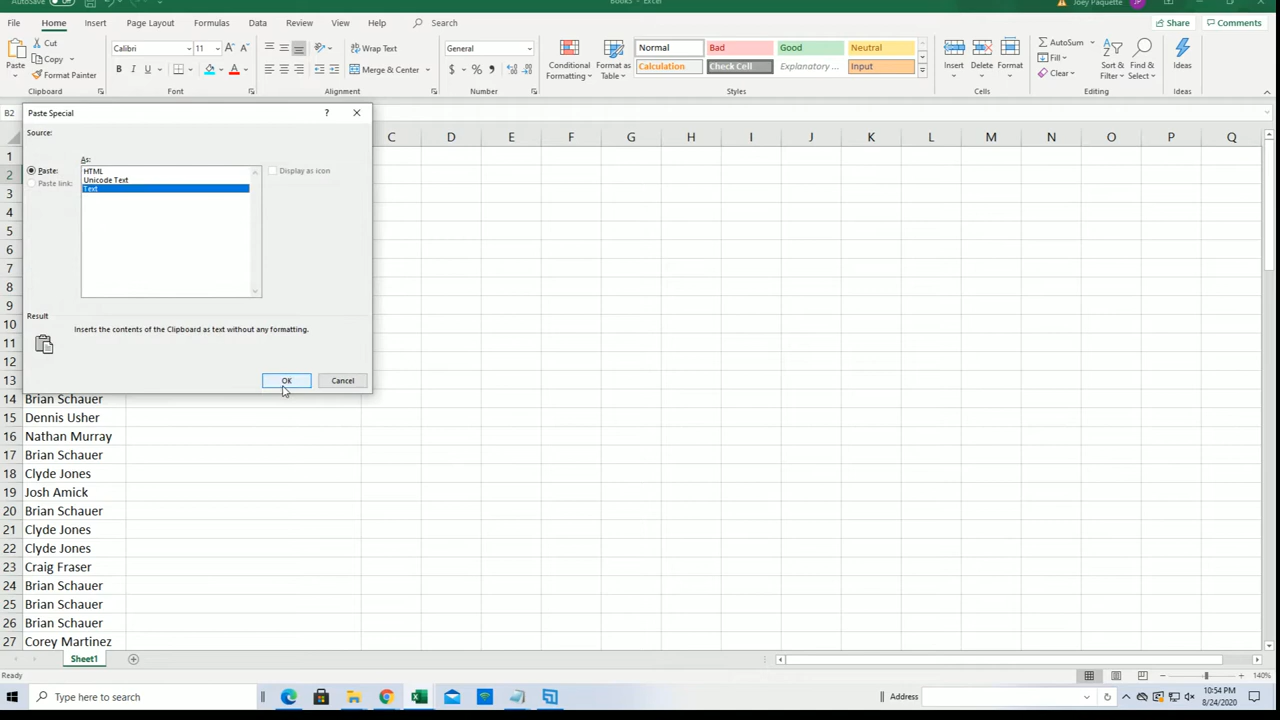 AutoSave Off Books - Excel Joey Paquette JP
File Home Insert Page Layout Formulas Data Review View Help Search Share Comments
Paste Cut Copy Format Painter
Calibri 11 B I U A
Wrap Text Merge & Center
General $ % ,
Conditional Formatting Format as Table
Normal Bad Good Neutral
Calculation Check Cell Explanatory ... Input
Insert Delete Format
AutoSum Fill Clear Sort & Filter Find & Select Ideas
Clipboard Font Alignment Number Styles Cells Editing Ideas
B2
Paste Special ? ×
Source:
As:
Paste: HTML
Unicode Text
Paste link: Text
Display as icon
Result
Inserts the contents of the Clipboard as text without any formatting.
OK Cancel
C D E F G H I J K L M N O P Q
1
2
3
4
5
6
7
8
9
10
11
12
13
14 Brian Schauer
15 Dennis Usher
16 Nathan Murray
17 Brian Schauer
18 Clyde Jones
19 Josh Amick
20 Brian Schauer
21 Clyde Jones
22 Clyde Jones
23 Craig Fraser
24 Brian Schauer
25 Brian Schauer
26 Brian Schauer
27 Corey Martinez
Sheet1
Ready 140%
Type here to search Address 10:54 PM
8/24/2020